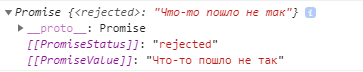 ▼ Promise {<rejected>: "Что-то пошло не так"} i
▶ __proto__: Promise
[[PromiseStatus]]: "rejected"
[[PromiseValue]]: "Что-то пошло не так"